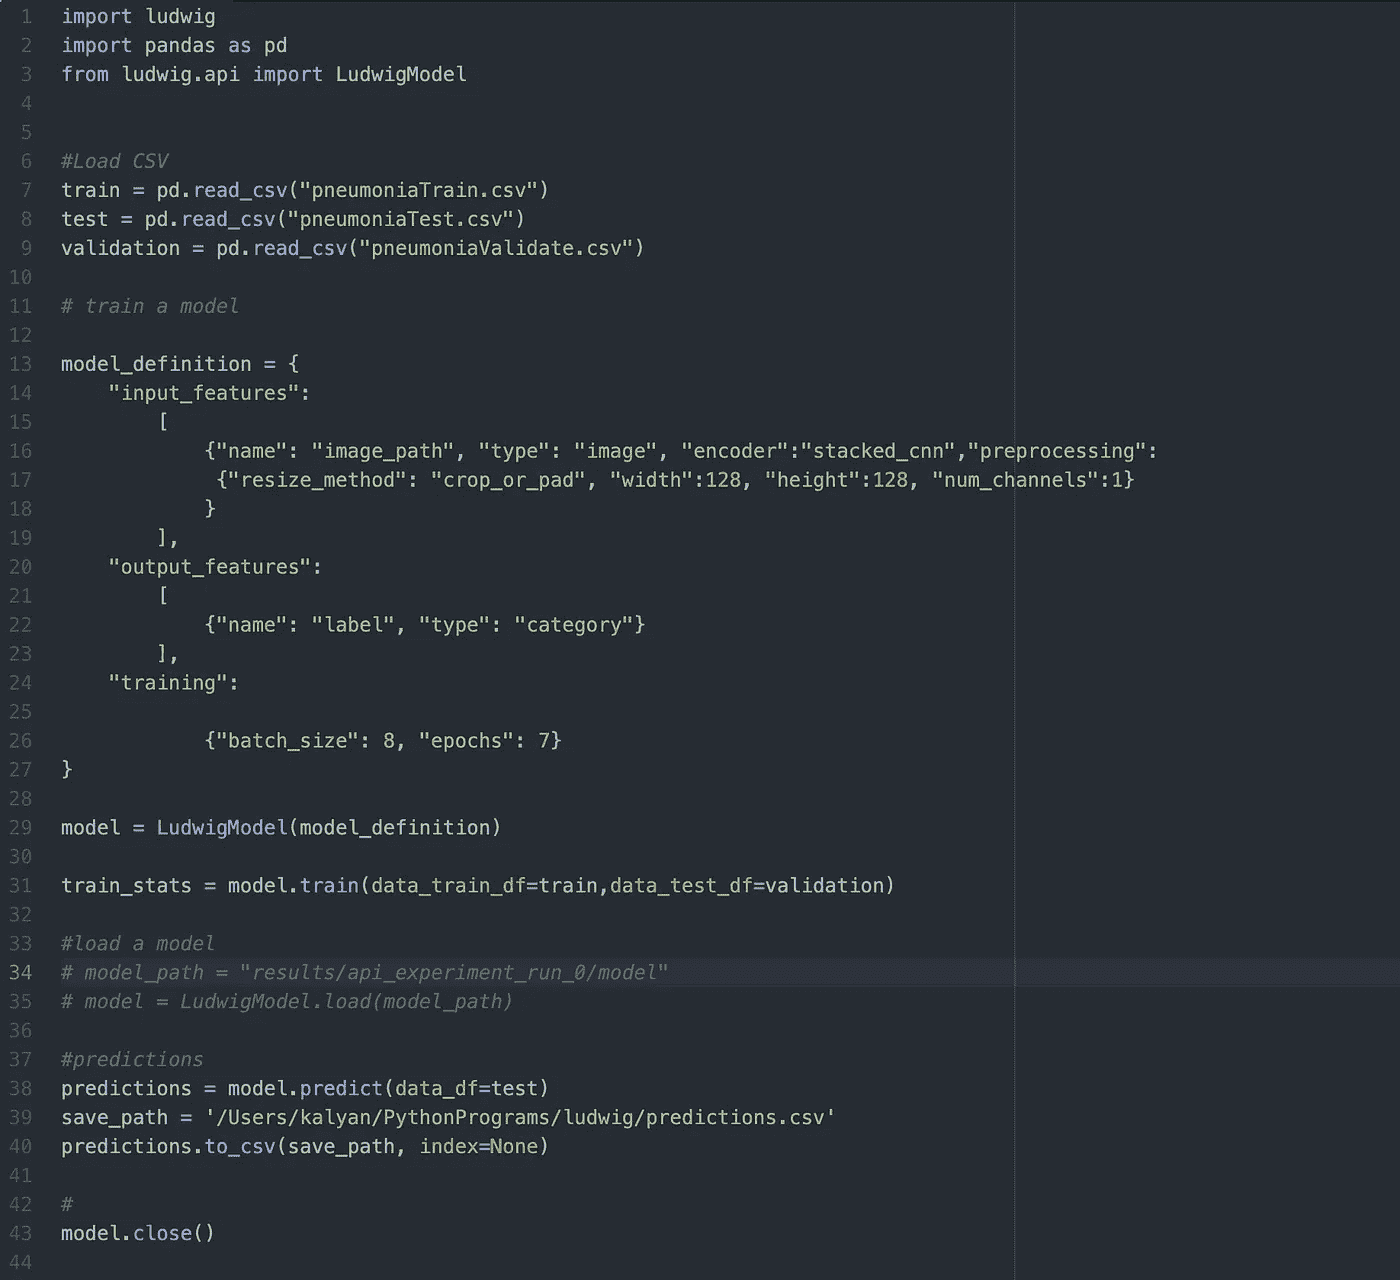 1 import ludwig
2 import pandas as pd
3 from ludwig.api import LudwigModel
4
5
6 #Load CSV
7 train = pd.read_csv("pneumoniaTrain.csv")
8 test = pd.read_csv("pneumoniaTest.csv")
9 validation = pd.read_csv("pneumoniaValidate.csv")
10
11 # train a model
12
13 model_definition = {
14     "input_features":
15         [
16             {"name": "image_path", "type": "image", "encoder":"stacked_cnn","preprocessing":
17              {"resize_method": "crop_or_pad", "width":128, "height":128, "num_channels":1}
18             }
19         ],
20     "output_features":
21         [
22             {"name": "label", "type": "category"}
23         ],
24     "training":
25
26             {"batch_size": 8, "epochs": 7}
27 }
28
29 model = LudwigModel(model_definition)
30
31 train_stats = model.train(data_train_df=train,data_test_df=validation)
32
33 #load a model
34 # model_path = "results/api_experiment_run_0/model"
35 # model = LudwigModel.load(model_path)
36
37 #predictions
38 predictions = model.predict(data_df=test)
39 save_path = '/Users/kalyan/PythonPrograms/ludwig/predictions.csv'
40 predictions.to_csv(save_path, index=None)
41
42 #
43 model.close()
44